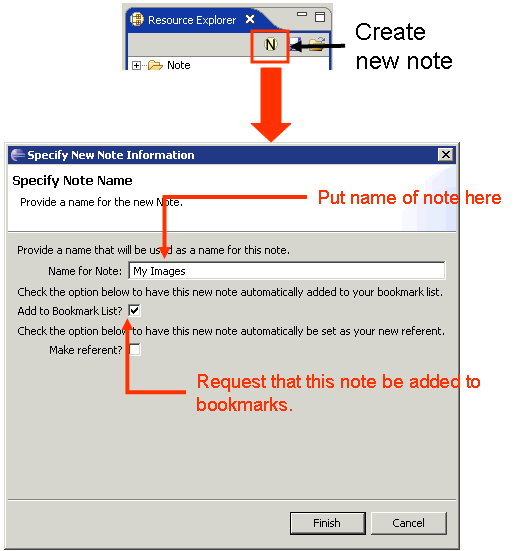 Resource Explorer
N
Create
new note
Note
Specify New Note Information
Specify Note Name
Provide a name for the new Note.
Put name of note here
Provide a name that will be used as a name for this note.
Name for Note: My Images
Check the option below to have this new note automatically added to your bookmark list.
Add to Bookmark List?
Check the option below to have this new note automatically be set as your new referent.
Make referent?
Request that this note be added to
bookmarks.
Finish Cancel